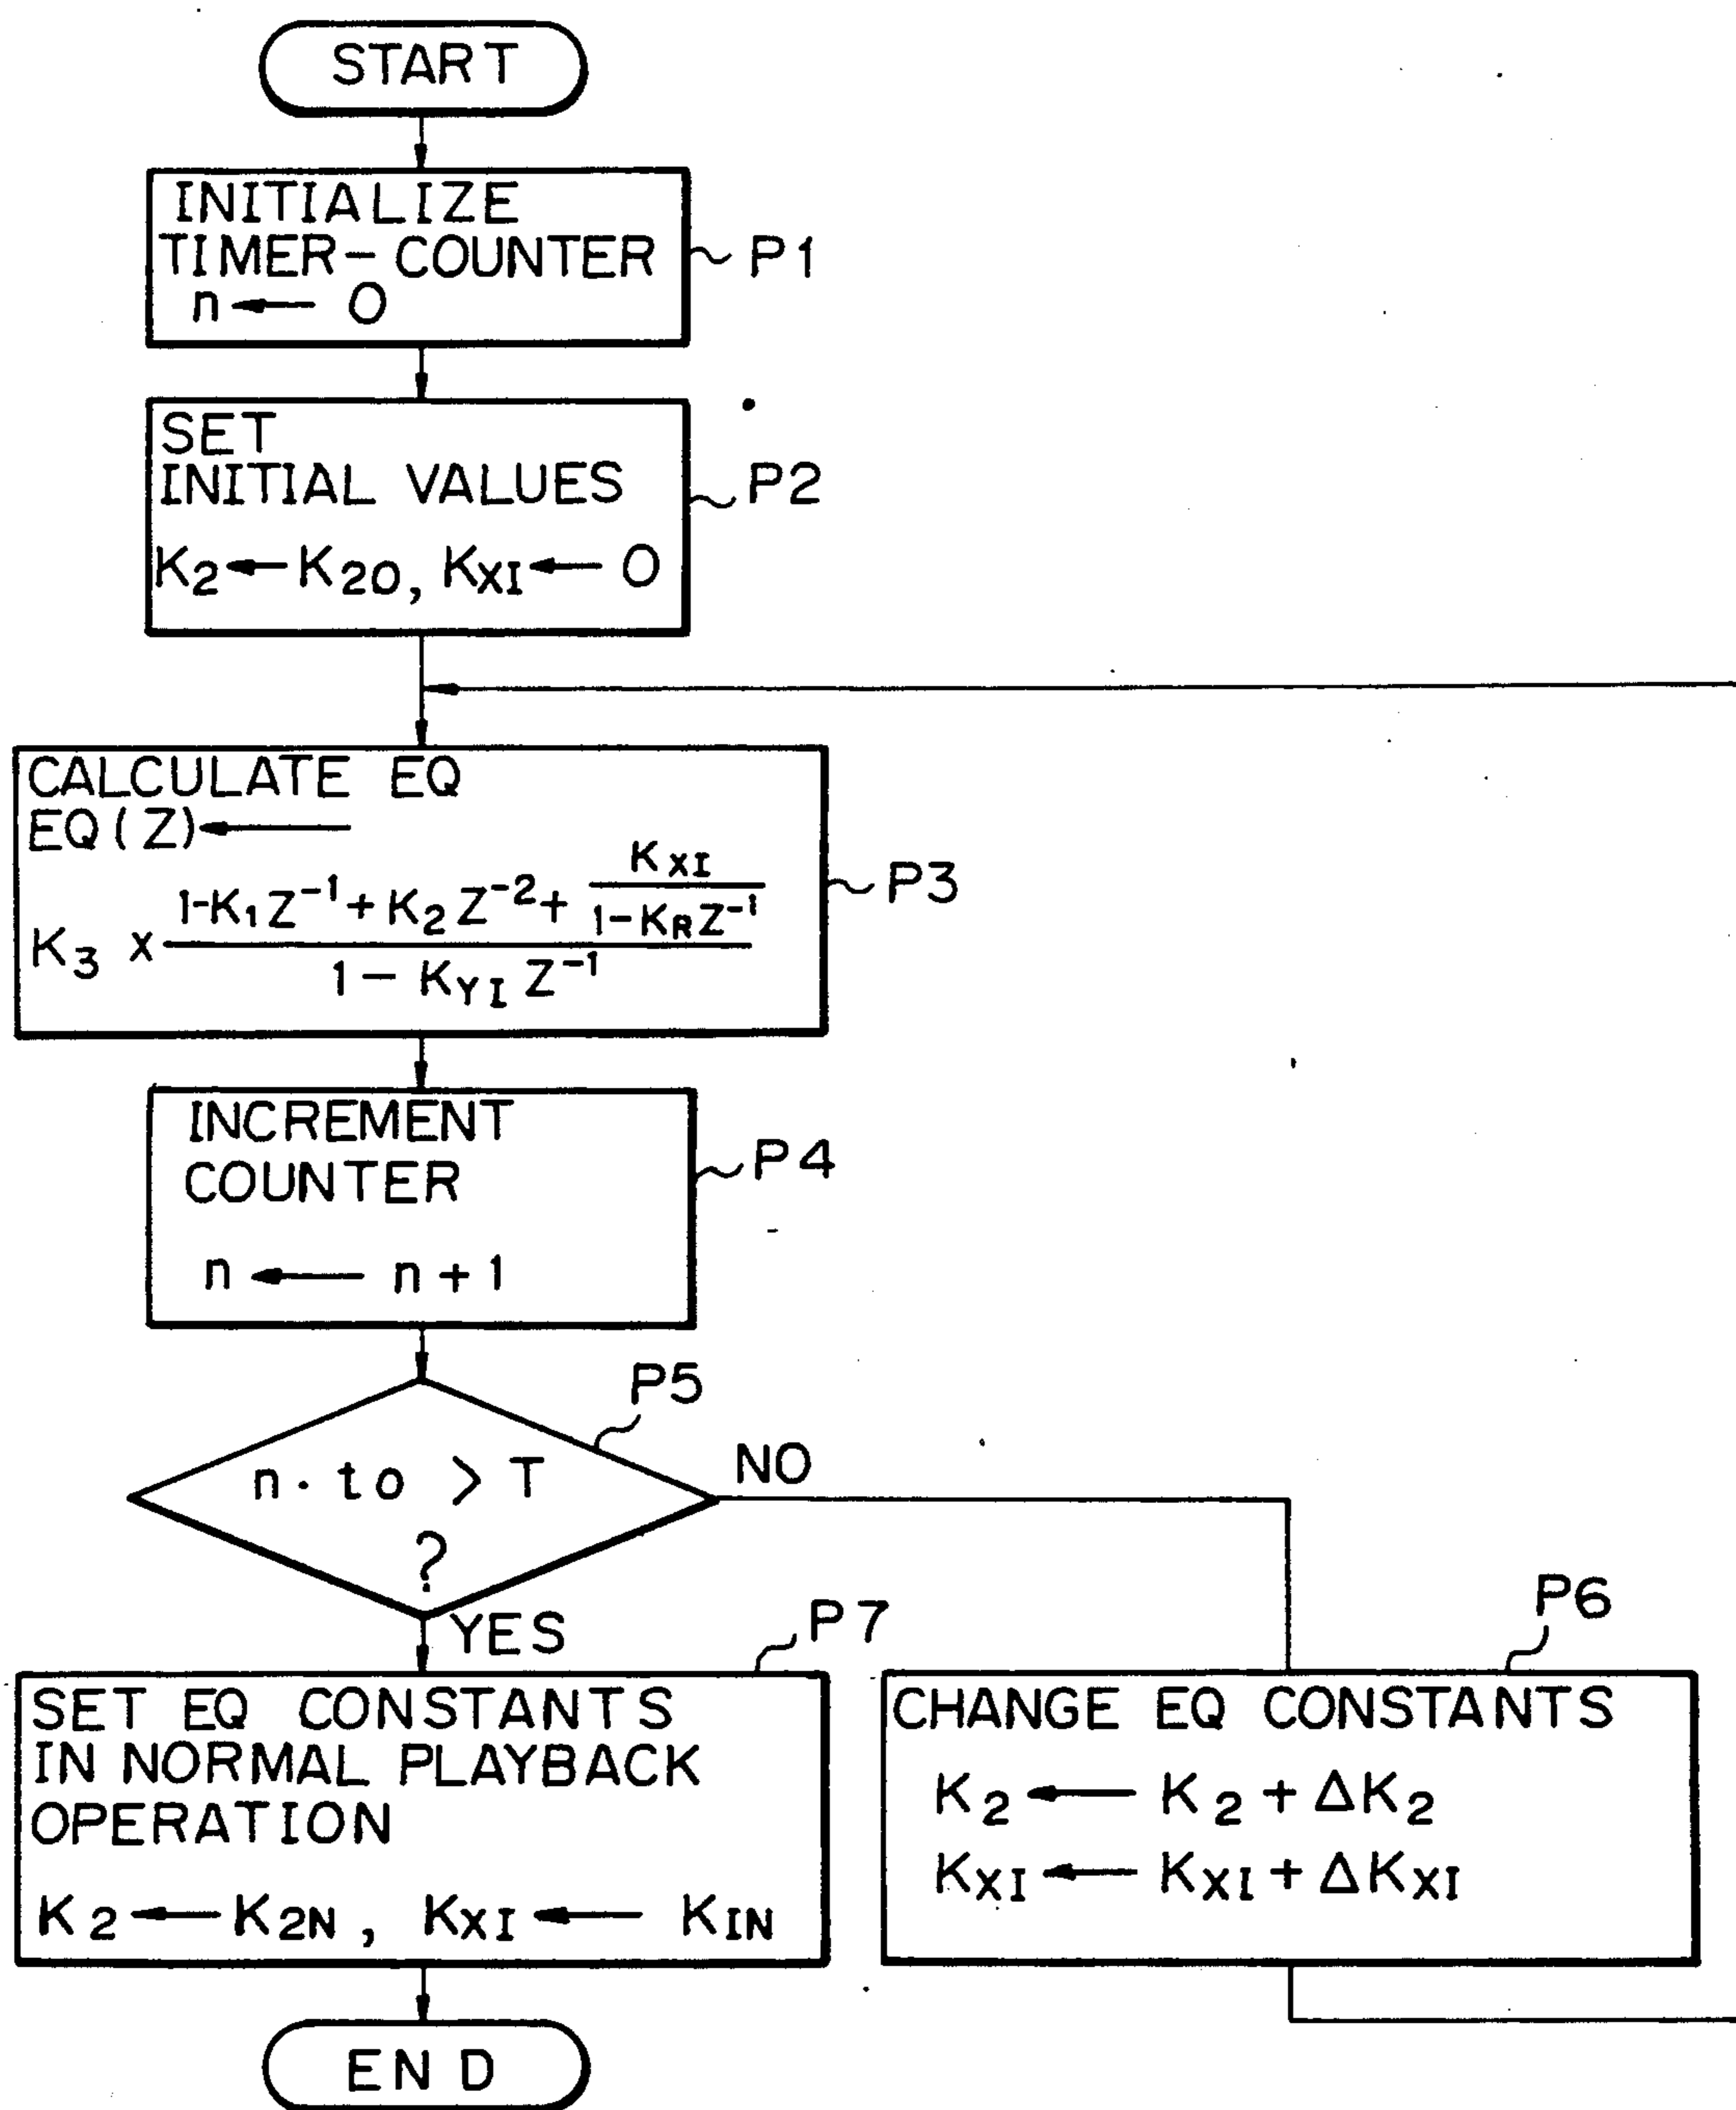 START
INITIALIZE
TIMER-COUNTER
n ← 0
P1
SET
INITIAL VALUES
K2 ← K20, KXI ← 0
P2
CALCULATE EQ
EQ(Z) ←
K3 x (1-K1Z^-1 + K2Z^-2 + KXI/(1-KRZ^-1)) / (1 - KYI Z^-1)
P3
INCREMENT
COUNTER
n ← n + 1
P4
P5
n· to > T
?
NO
YES
P7
SET EQ CONSTANTS
IN NORMAL PLAYBACK
OPERATION
K2 ← K2N, KXI ← KIN
P6
CHANGE EQ CONSTANTS
K2 ← K2 + ΔK2
KXI ← KXI + ΔKXI
END